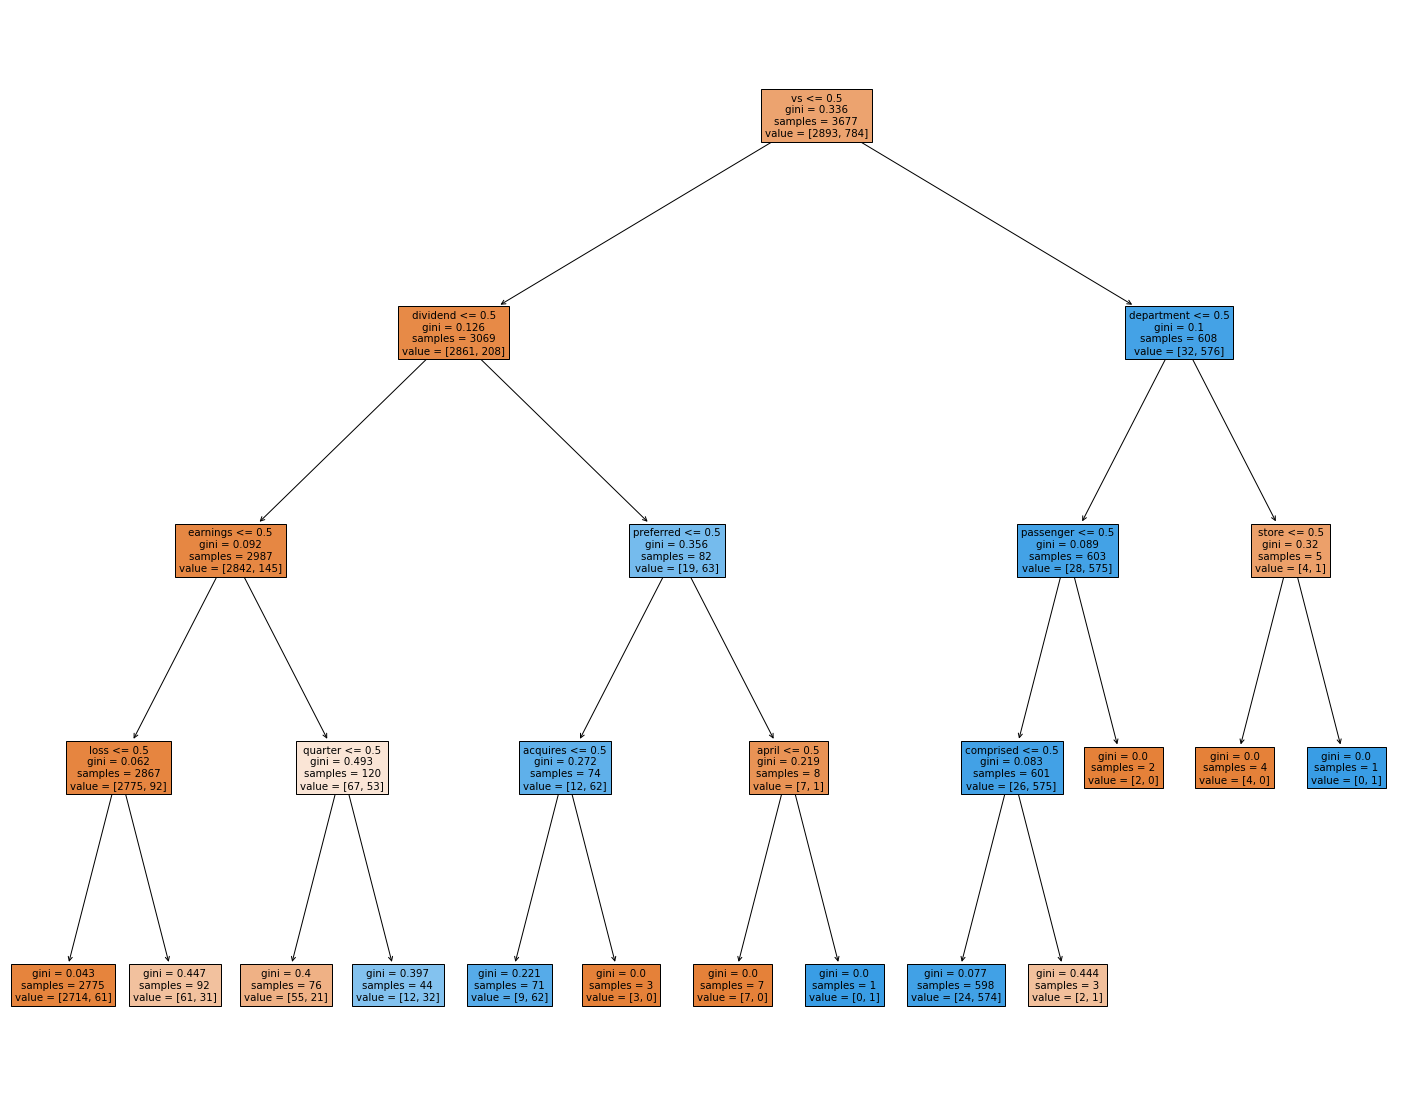 vs <= 0.5
gini = 0.336
samples = 3677
value = [2893, 784]
dividend <= 0.5
gini = 0.126
samples = 3069
value = [2861, 208]
department <= 0.5
gini = 0.1
samples = 608
value = [32, 576]
earnings <= 0.5
gini = 0.092
samples = 2987
value = [2842, 145]
preferred <= 0.5
gini = 0.356
samples = 82
value = [19, 63]
passenger <= 0.5
gini = 0.089
samples = 603
value = [28, 575]
store <= 0.5
gini = 0.32
samples = 5
value = [4, 1]
loss <= 0.5
gini = 0.062
samples = 2867
value = [2775, 92]
quarter <= 0.5
gini = 0.493
samples = 120
value = [67, 53]
acquires <= 0.5
gini = 0.272
samples = 74
value = [12, 62]
april <= 0.5
gini = 0.219
samples = 8
value = [7, 1]
comprised <= 0.5
gini = 0.083
samples = 601
value = [26, 575]
gini = 0.0
samples = 2
value = [2, 0]
gini = 0.0
samples = 4
value = [4, 0]
gini = 0.0
samples = 1
value = [0, 1]
gini = 0.043
samples = 2775
value = [2714, 61]
gini = 0.447
samples = 92
value = [61, 31]
gini = 0.4
samples = 76
value = [55, 21]
gini = 0.397
samples = 44
value = [12, 32]
gini = 0.221
samples = 71
value = [9, 62]
gini = 0.0
samples = 3
value = [3, 0]
gini = 0.0
samples = 7
value = [7, 0]
gini = 0.0
samples = 1
value = [0, 1]
gini = 0.077
samples = 598
value = [24, 574]
gini = 0.444
samples = 3
value = [2, 1]